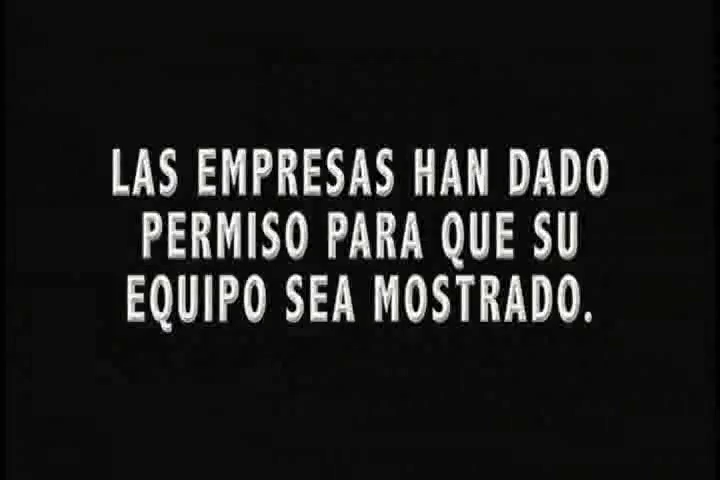 LAS EMPRESAS HAN DADO
PERMISO PARA QUE SU
EQUIPO SEA MOSTRADO.